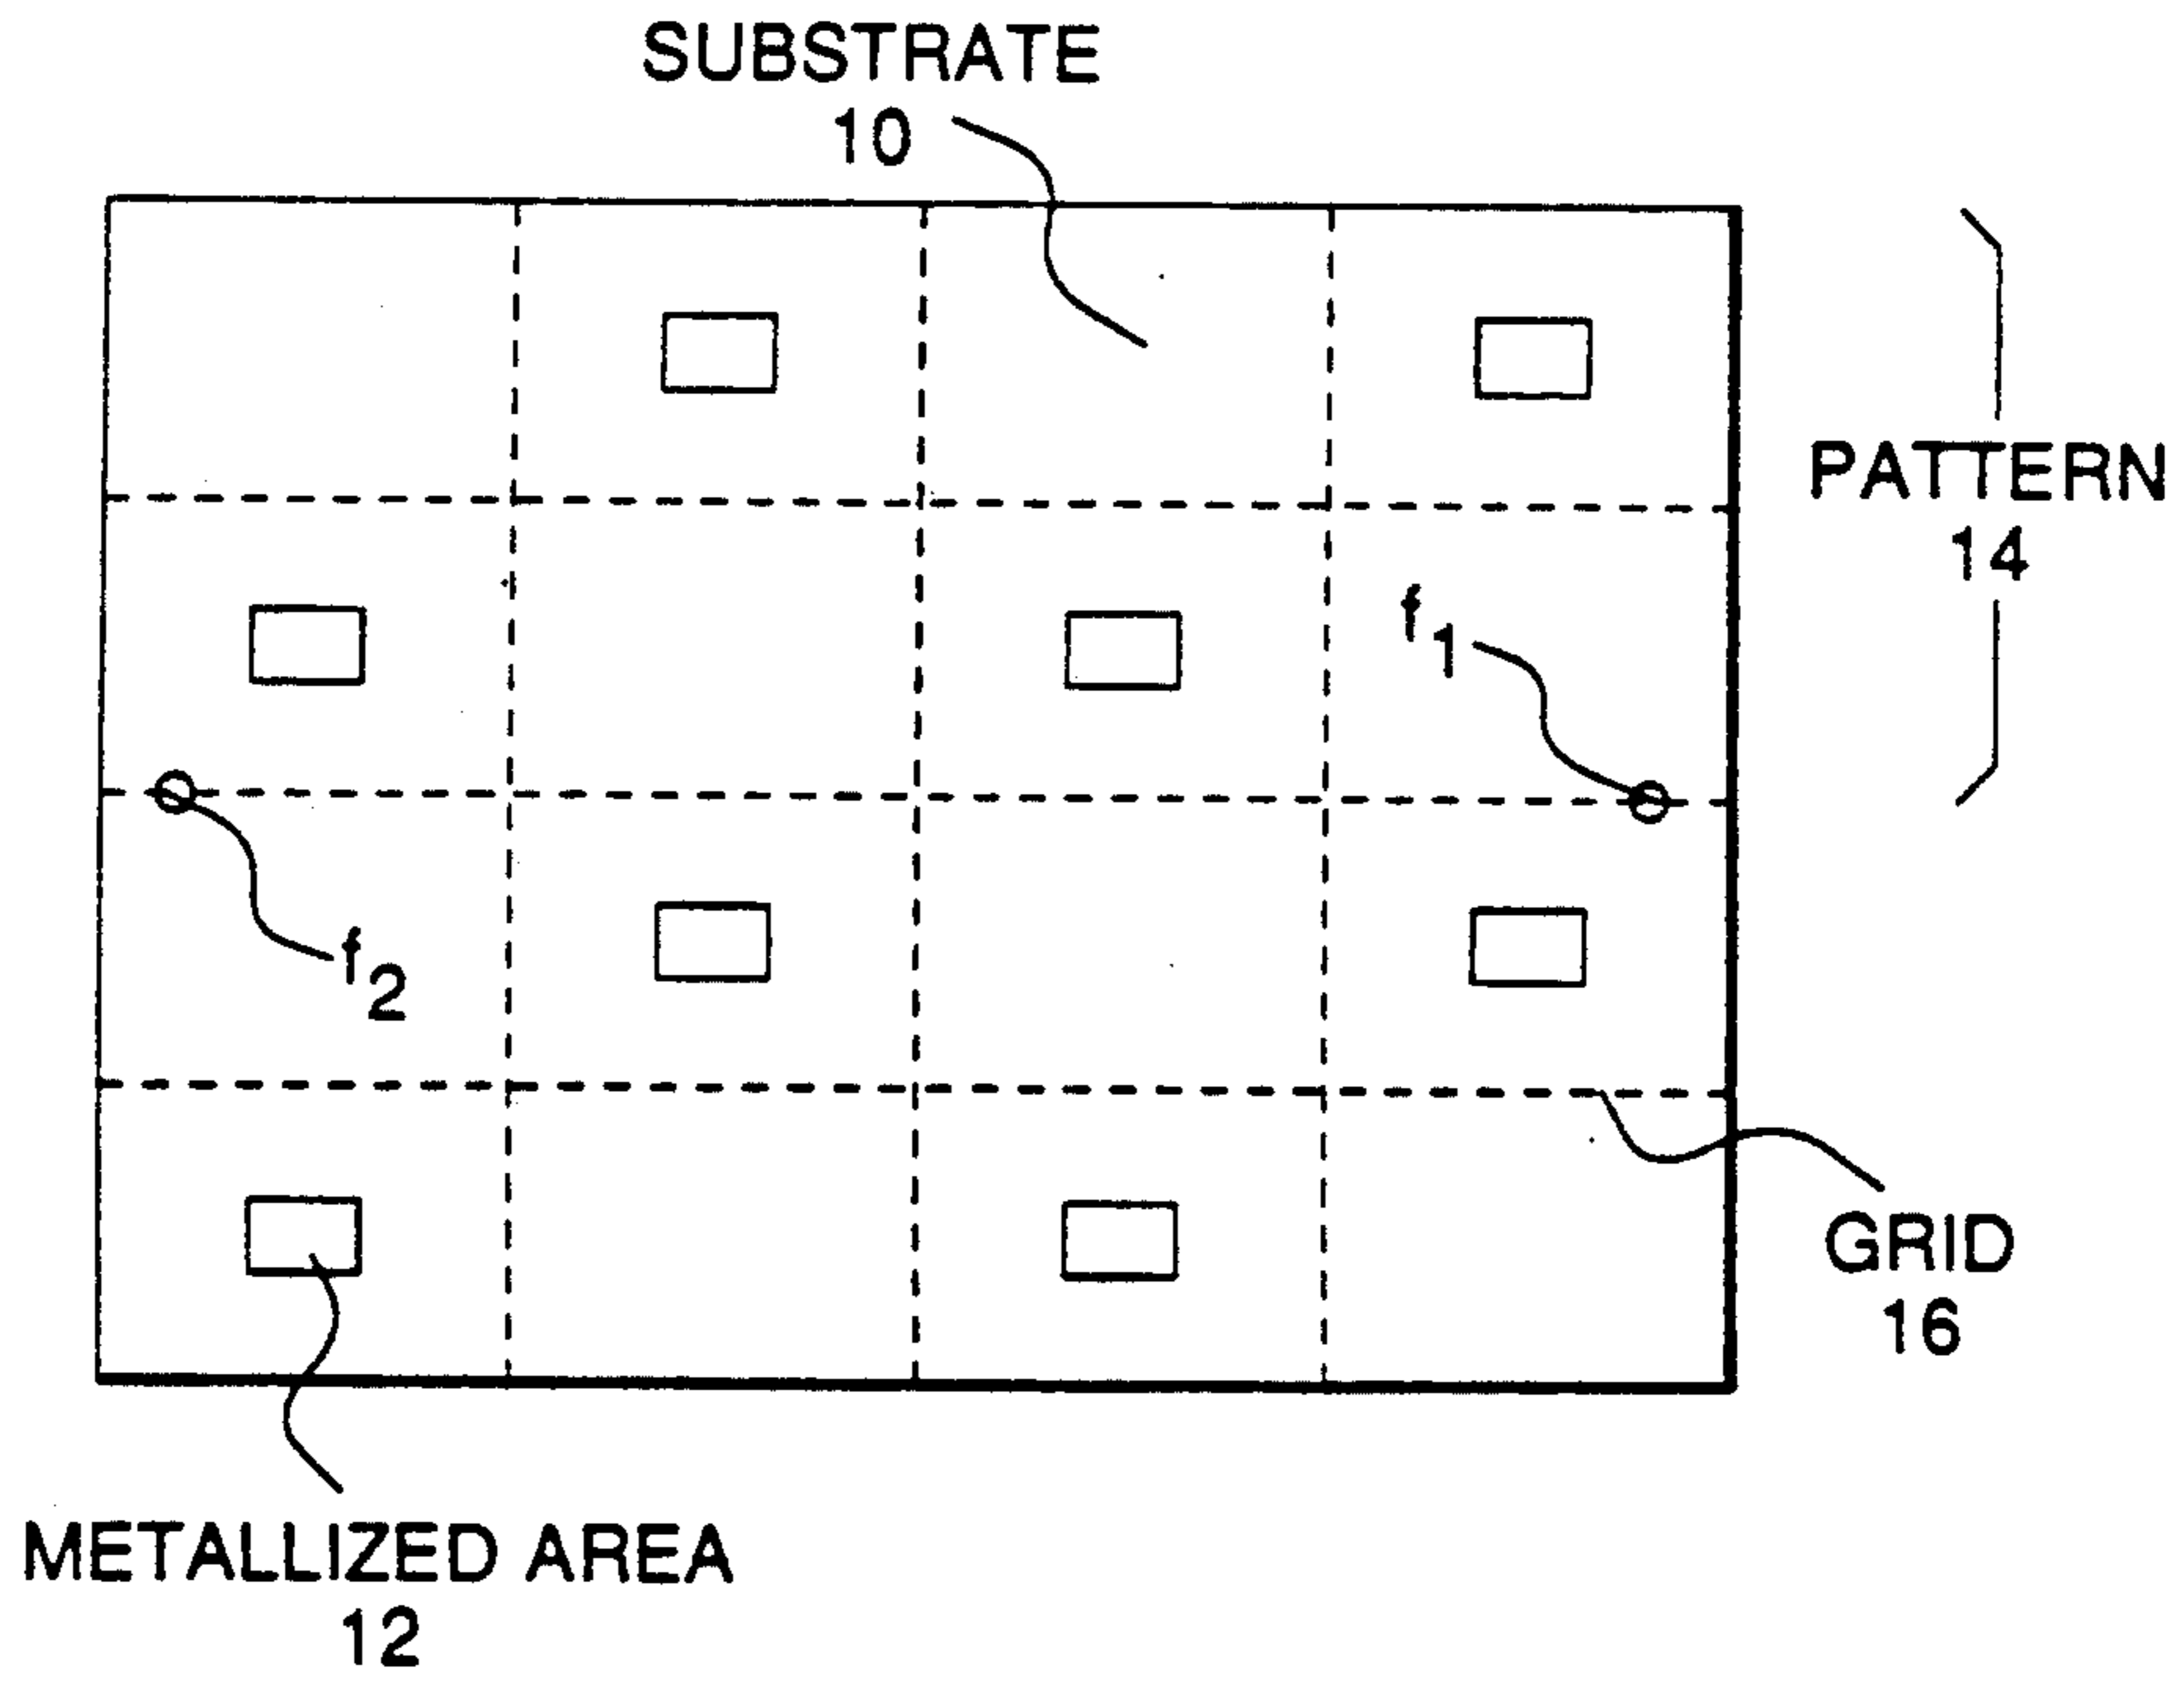 SUBSTRATE
10
PATTERN
14
f1
f2
GRID
16
METALLIZED AREA
12